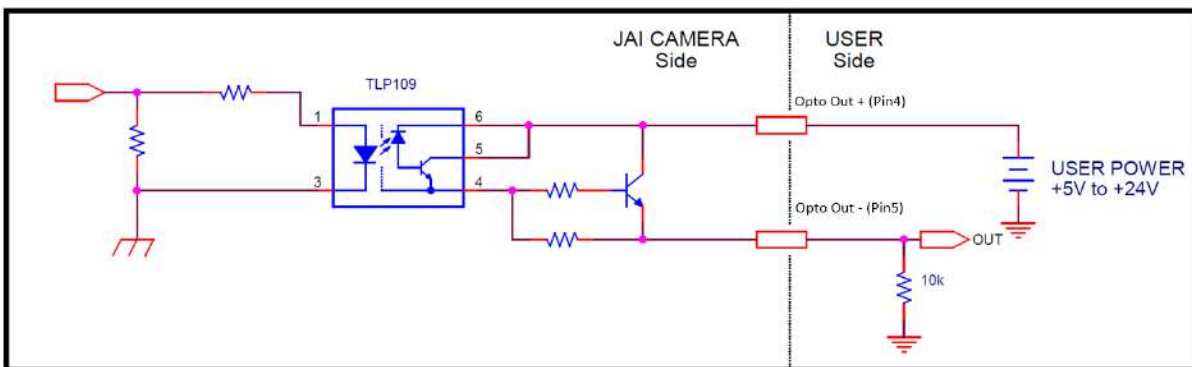 JAI CAMERA
Side
USER
Side
TLP109
1
3
6
5
4
Opto Out + (Pin4)
USER POWER
+5V to +24V
Opto Out - (Pin5)
OUT
10k